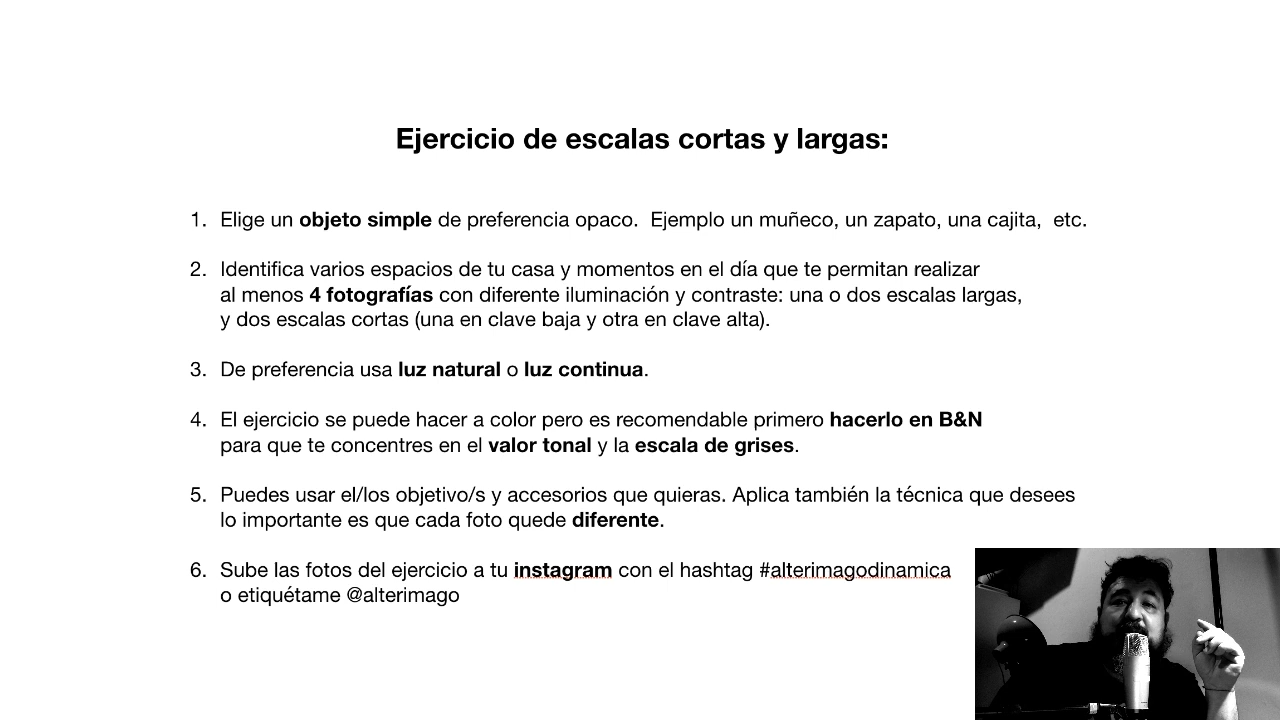 Ejercicio de escalas cortas y largas:
1. Elige un objeto simple de preferencia opaco.  Ejemplo un muñeco, un zapato, una cajita,  etc.
2. Identifica varios espacios de tu casa y momentos en el día que te permitan realizar
al menos 4 fotografías con diferente iluminación y contraste: una o dos escalas largas,
y dos escalas cortas (una en clave baja y otra en clave alta).
3. De preferencia usa luz natural o luz continua.
4. El ejercicio se puede hacer a color pero es recomendable primero hacerlo en B&N
para que te concentres en el valor tonal y la escala de grises.
5. Puedes usar el/los objetivo/s y accesorios que quieras. Aplica también la técnica que desees
lo importante es que cada foto quede diferente.
6. Sube las fotos del ejercicio a tu instagram con el hashtag #alterimagodinamica
o etiquétame @alterimago